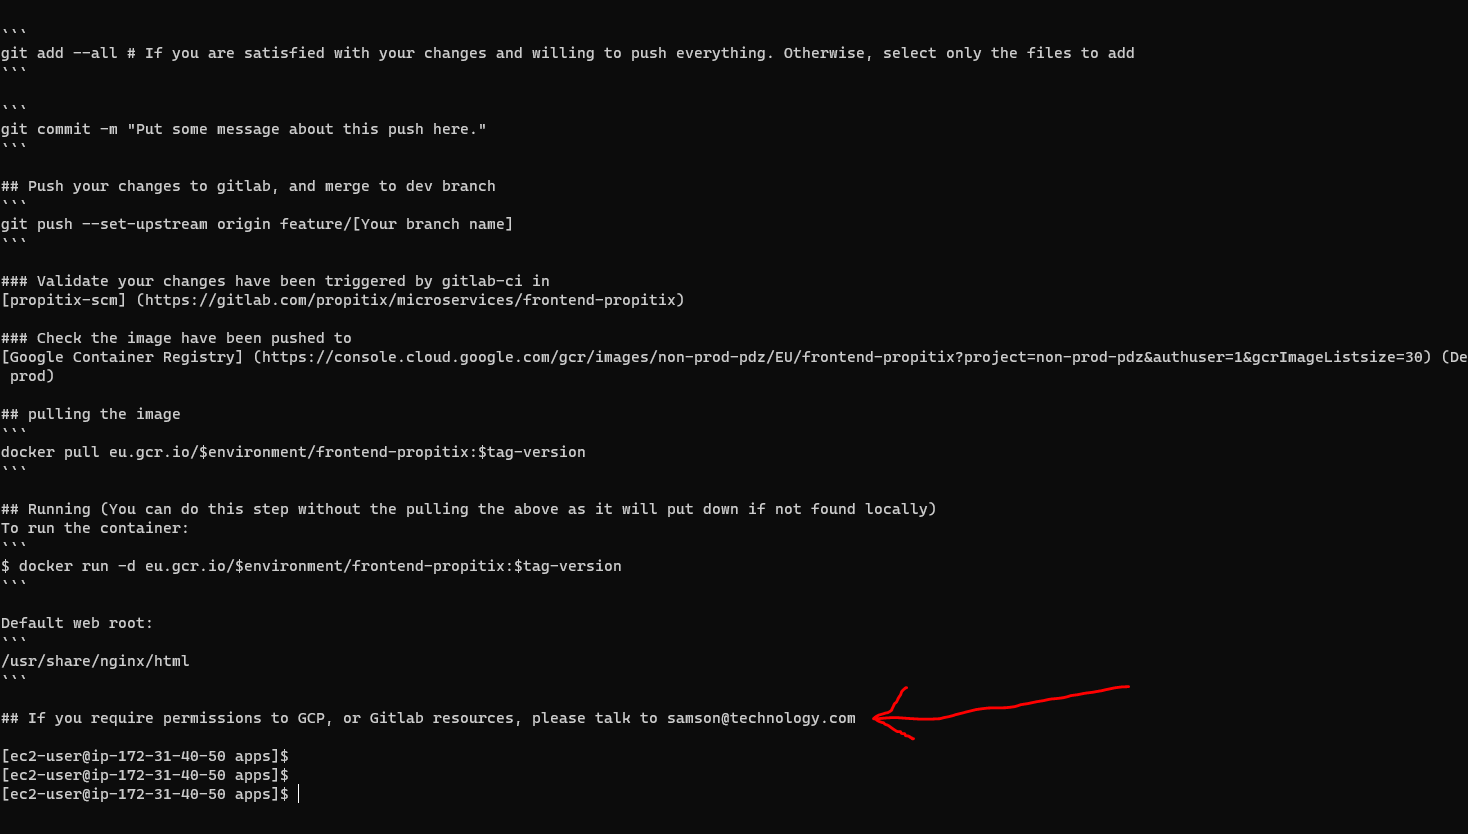 ```
git add --all # If you are satisfied with your changes and willing to push everything. Otherwise, select only the files to add
```
```
git commit -m "Put some message about this push here."
```
## Push your changes to gitlab, and merge to dev branch
```
git push --set-upstream origin feature/[Your branch name]
```
### Validate your changes have been triggered by gitlab-ci in
[propitix-scm] (https://gitlab.com/propitix/microservices/frontend-propitix)
### Check the image have been pushed to
[Google Container Registry] (https://console.cloud.google.com/gcr/images/non-prod-pdz/EU/frontend-propitix?project=non-prod-pdz&authuser=1&gcrImageListsize=30) (De
prod)
## pulling the image
```
docker pull eu.gcr.io/$environment/frontend-propitix:$tag-version
```
## Running (You can do this step without the pulling the above as it will put down if not found locally)
To run the container:
```
$ docker run -d eu.gcr.io/$environment/frontend-propitix:$tag-version
```
Default web root:
```
/usr/share/nginx/html
```
## If you require permissions to GCP, or Gitlab resources, please talk to samson@technology.com
[ec2-user@ip-172-31-40-50 apps]$
[ec2-user@ip-172-31-40-50 apps]$
[ec2-user@ip-172-31-40-50 apps]$